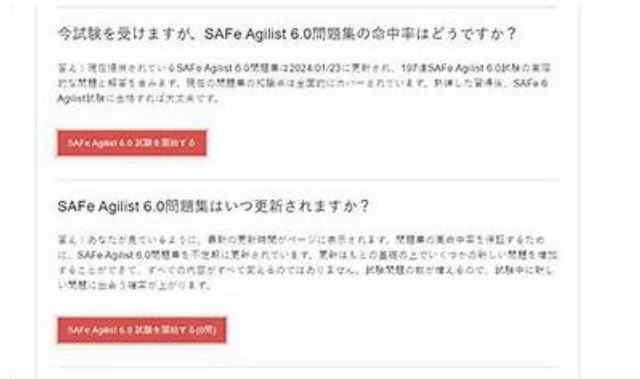 今試験を受けますが、SAFe Agilist 6.0問題集の命中率はどうですか？
答え：現在提供されているSAFe Agilist 6.0問題集は2024/01/23に更新され、197道SAFe Agilist 6.0試験の実際
的な問題と解答を含みます。現在の問題集の知識点は全面的にカバーされています。熟練した習得後、SAFe 6
Agilist試験に合格すれば大丈夫です。
SAFe Agilist 6.0 試験を開始する
SAFe Agilist 6.0問題集はいつ更新されますか？
答え：あなたが見ているように、最新の更新時間がページに表示されます。問題集の高命中率を保証するため
に、SAFe Agilist 6.0問題集を不定期に更新されています。更新はもとの基礎の上でいくつかの新しい問題を増加
することができて、すべての内容がすべて変えるのではありません。試験問題の数が増えるので、試験中に新し
い問題に出会う確率が上がります。
SAFe Agilist 6.0 試験を開始する(0問)